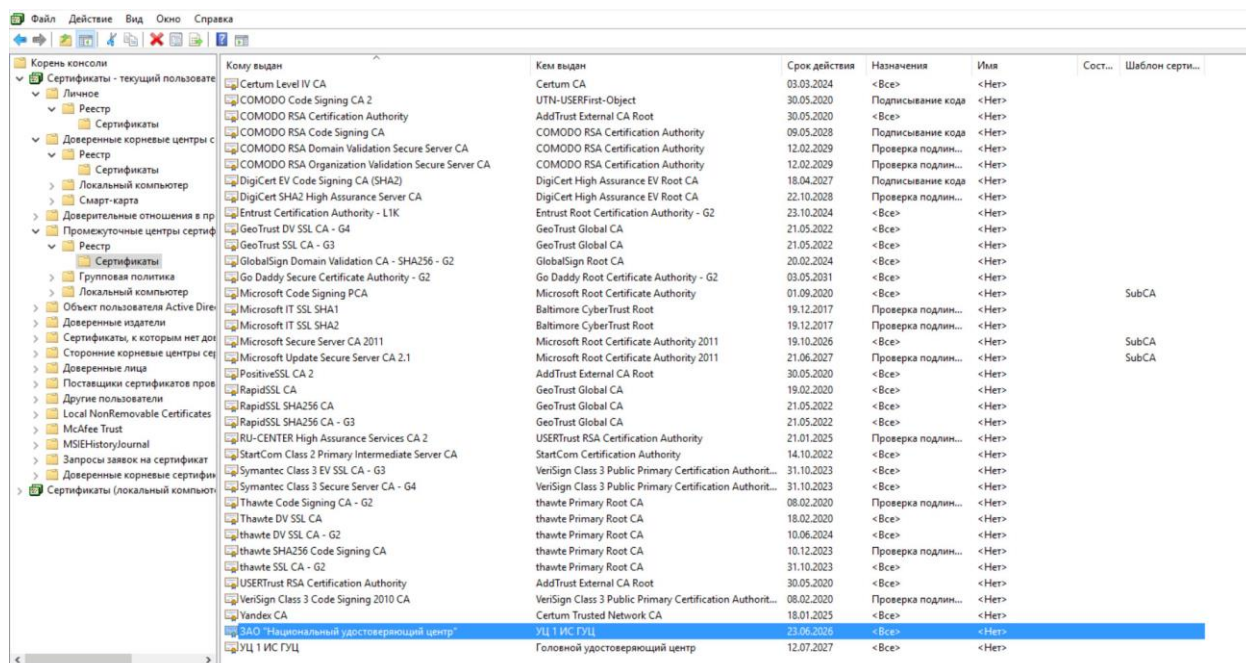 Файл Действие Вид Окно Справка
Корень консоли
Сертификаты - текущий пользовате
Личное
Реестр
Сертификаты
Доверенные корневые центры с
Реестр
Сертификаты
Локальный компьютер
Смарт-карта
Доверительные отношения в пр
Промежуточные центры сертиф
Реестр
Сертификаты
Групповая политика
Локальный компьютер
Объект пользователя Active Dire
Доверенные издатели
Сертификаты, к которым нет дов
Сторонние корневые центры сер
Доверенные лица
Поставщики сертификатов пров
Другие пользователи
Local NonRemovable Certificates
McAfee Trust
MSIEHistoryJournal
Запросы заявок на сертификат
Доверенные корневые сертифик
Сертификаты (локальный компьют
Кому выдан Кем выдан Срок действия Назначения Имя Сост... Шаблон серти...
Certum Level IV CA Certum CA 03.03.2024 <Все> <Нет>
COMODO Code Signing CA 2 UTN-USERFirst-Object 30.05.2020 Подписывание кода <Нет>
COMODO RSA Certification Authority AddTrust External CA Root 30.05.2020 <Все> <Нет>
COMODO RSA Code Signing CA COMODO RSA Certification Authority 09.05.2028 Подписывание кода <Нет>
COMODO RSA Domain Validation Secure Server CA COMODO RSA Certification Authority 12.02.2029 Проверка подлин... <Нет>
COMODO RSA Organization Validation Secure Server CA COMODO RSA Certification Authority 12.02.2029 Проверка подлин... <Нет>
DigiCert EV Code Signing CA (SHA2) DigiCert High Assurance EV Root CA 18.04.2027 Подписывание кода <Нет>
DigiCert SHA2 High Assurance Server CA DigiCert High Assurance EV Root CA 22.10.2028 Проверка подлин... <Нет>
Entrust Certification Authority - L1K Entrust Root Certification Authority - G2 23.10.2024 <Все> <Нет>
GeoTrust DV SSL CA - G4 GeoTrust Global CA 21.05.2022 <Все> <Нет>
GeoTrust SSL CA - G3 GeoTrust Global CA 21.05.2022 <Все> <Нет>
GlobalSign Domain Validation CA - SHA256 - G2 GlobalSign Root CA 20.02.2024 <Все> <Нет>
Go Daddy Secure Certificate Authority - G2 Go Daddy Root Certificate Authority - G2 03.05.2031 <Все> <Нет>
Microsoft Code Signing PCA Microsoft Root Certificate Authority 01.09.2020 <Все> <Нет> SubCA
Microsoft IT SSL SHA1 Baltimore CyberTrust Root 19.12.2017 Проверка подлин... <Нет>
Microsoft IT SSL SHA2 Baltimore CyberTrust Root 19.12.2017 Проверка подлин... <Нет>
Microsoft Secure Server CA 2011 Microsoft Root Certificate Authority 2011 19.10.2026 <Все> <Нет> SubCA
Microsoft Update Secure Server CA 2.1 Microsoft Root Certificate Authority 2011 21.06.2027 Проверка подлин... <Нет> SubCA
PositiveSSL CA 2 AddTrust External CA Root 30.05.2020 <Все> <Нет>
RapidSSL CA GeoTrust Global CA 19.02.2020 <Все> <Нет>
RapidSSL SHA256 CA GeoTrust Global CA 21.05.2022 <Все> <Нет>
RapidSSL SHA256 CA - G3 GeoTrust Global CA 21.05.2022 <Все> <Нет>
RU-CENTER High Assurance Services CA 2 USERTrust RSA Certification Authority 21.01.2025 Проверка подлин... <Нет>
StartCom Class 2 Primary Intermediate Server CA StartCom Certification Authority 14.10.2022 <Все> <Нет>
Symantec Class 3 EV SSL CA - G3 VeriSign Class 3 Public Primary Certification Authorit... 31.10.2023 <Все> <Нет>
Symantec Class 3 Secure Server CA - G4 VeriSign Class 3 Public Primary Certification Authorit... 31.10.2023 <Все> <Нет>
Thawte Code Signing CA - G2 thawte Primary Root CA 08.02.2020 Проверка подлин... <Нет>
Thawte DV SSL CA thawte Primary Root CA 18.02.2020 <Все> <Нет>
thawte DV SSL CA - G2 thawte Primary Root CA 10.06.2024 <Все> <Нет>
thawte SHA256 Code Signing CA thawte Primary Root CA 10.12.2023 Проверка подлин... <Нет>
thawte SSL CA - G2 thawte Primary Root CA 31.10.2023 <Все> <Нет>
USERTrust RSA Certification Authority AddTrust External CA Root 30.05.2020 <Все> <Нет>
VeriSign Class 3 Code Signing 2010 CA VeriSign Class 3 Public Primary Certification Authorit... 08.02.2020 Проверка подлин... <Нет>
Yandex CA Certum Trusted Network CA 18.01.2025 <Все> <Нет>
ЗАО "Национальный удостоверяющий центр" УЦ 1 ИС ГУЦ 23.06.2026 <Все> <Нет>
УЦ 1 ИС ГУЦ Головной удостоверяющий центр 12.07.2027 <Все> <Нет>